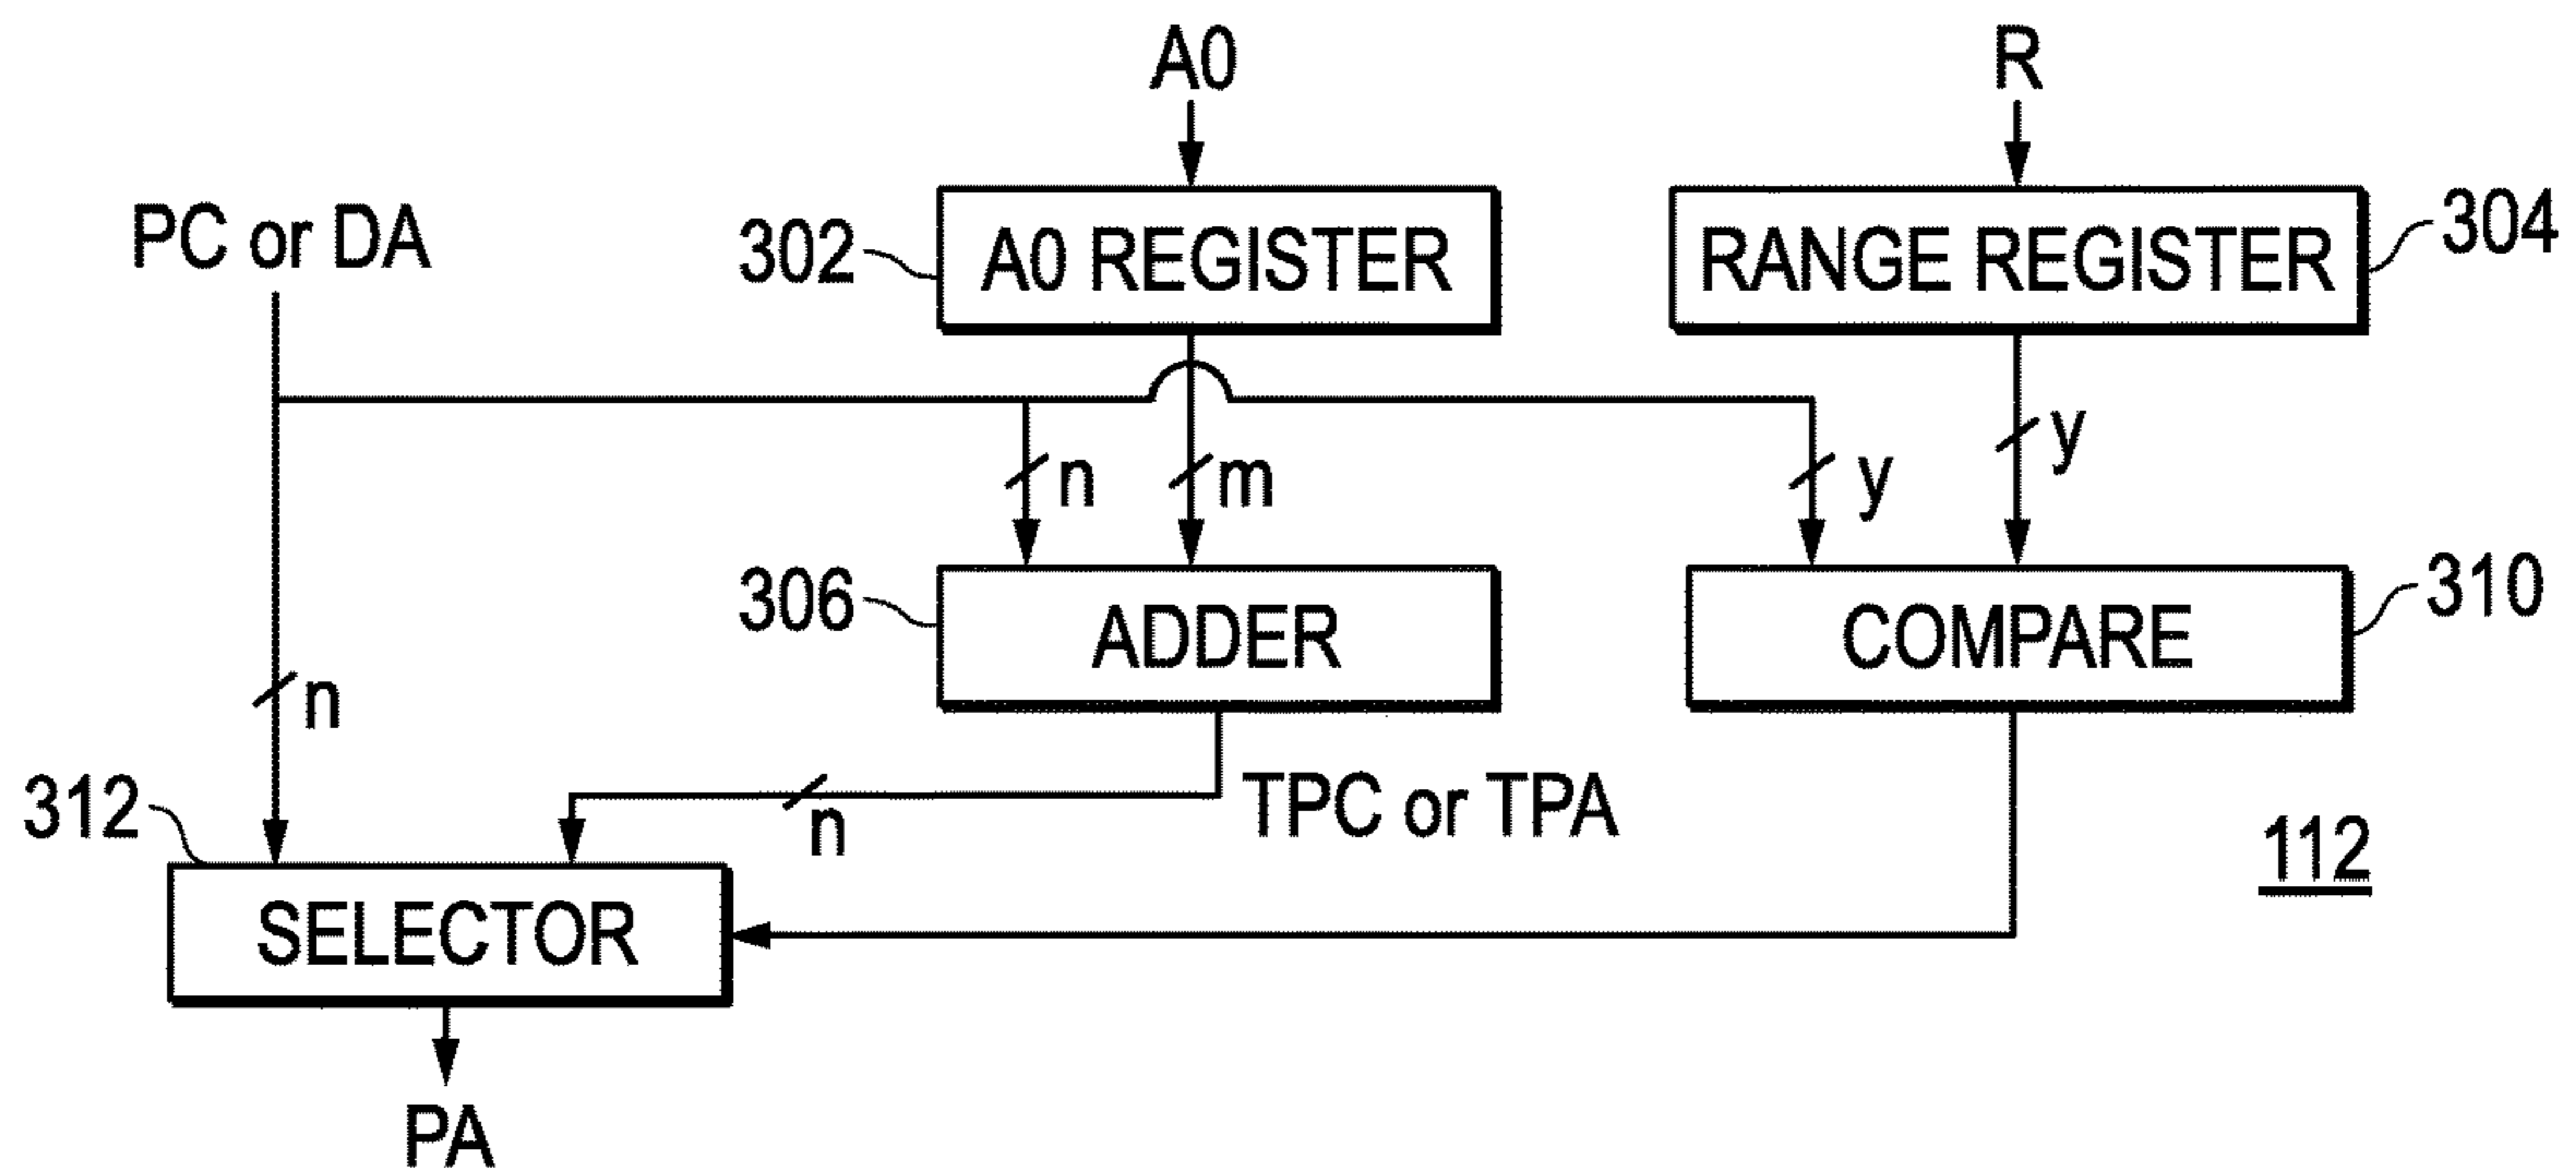 A0
R
PC or DA
302
A0 REGISTER
RANGE REGISTER
304
n
m
y
y
306
ADDER
COMPARE
310
n
312
n
TPC or TPA
112
SELECTOR
PA